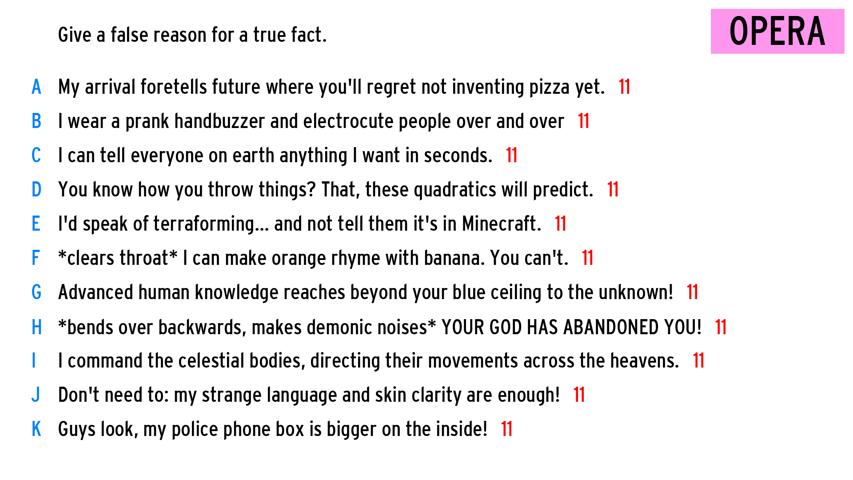 Give a false reason for a true fact.
OPERA
A My arrival foretells future where you'll regret not inventing pizza yet. 11
B I wear a prank handbuzzer and electrocute people over and over 11
C I can tell everyone on earth anything I want in seconds. 11
D You know how you throw things? That, these quadratics will predict. 11
E I'd speak of terraforming... and not tell them it's in Minecraft. 11
F *clears throat* I can make orange rhyme with banana. You can't. 11
G Advanced human knowledge reaches beyond your blue ceiling to the unknown! 11
H *bends over backwards, makes demonic noises* YOUR GOD HAS ABANDONED YOU! 11
I I command the celestial bodies, directing their movements across the heavens. 11
J Don't need to: my strange language and skin clarity are enough! 11
K Guys look, my police phone box is bigger on the inside! 11